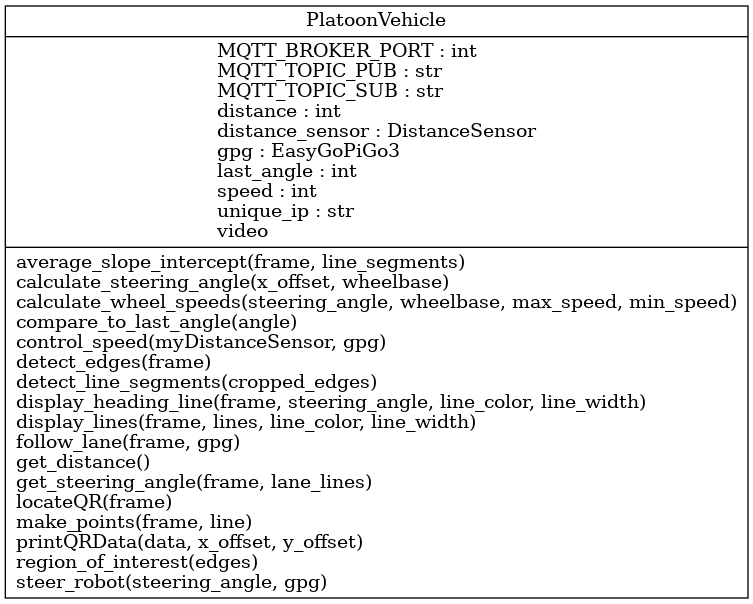 PlatoonVehicle
MQTT_BROKER_PORT : int
MQTT_TOPIC_PUB : str
MQTT_TOPIC_SUB : str
distance : int
distance_sensor : DistanceSensor
gpg : EasyGoPiGo3
last_angle : int
speed : int
unique_ip : str
video
average_slope_intercept(frame, line_segments)
calculate_steering_angle(x_offset, wheelbase)
calculate_wheel_speeds(steering_angle, wheelbase, max_speed, min_speed)
compare_to_last_angle(angle)
control_speed(myDistanceSensor, gpg)
detect_edges(frame)
detect_line_segments(cropped_edges)
display_heading_line(frame, steering_angle, line_color, line_width)
display_lines(frame, lines, line_color, line_width)
follow_lane(frame, gpg)
get_distance()
get_steering_angle(frame, lane_lines)
locateQR(frame)
make_points(frame, line)
printQRData(data, x_offset, y_offset)
region_of_interest(edges)
steer_robot(steering_angle, gpg)